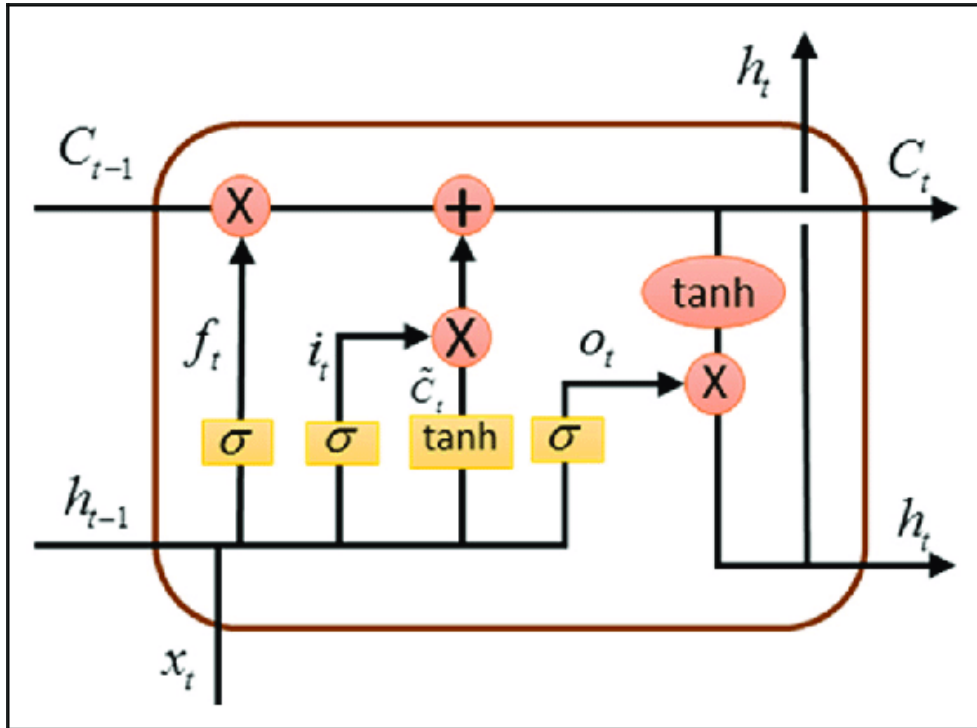 h_t
C_{t-1}
C_t
X
+
tanh
f_t
i_t
X
o_t
X
C̃_t
σ
σ
tanh
σ
h_{t-1}
h_t
x_t